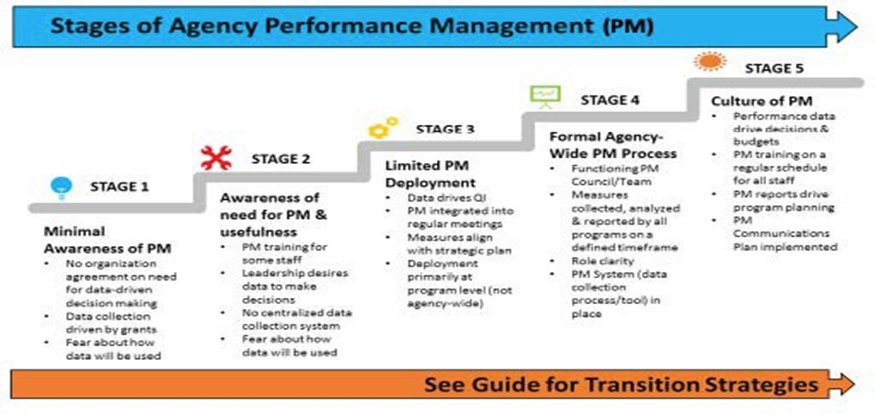 Stages of Agency Performance Management (PM)
STAGE 1
Minimal
Awareness of PM
• No organization
agreement on need
for data-driven
decision making
• Data collection
driven by grants
• Fear about how
data will be used
STAGE 2
Awareness of
need for PM &
usefulness
• PM training for
some staff
• Leadership desires
data to make
decisions
• No centralized data
collection system
• Fear about how
data will be used
STAGE 3
Limited PM
Deployment
• Data drives QI
• PM integrated into
regular meetings
• Measures align
with strategic plan
• Deployment
primarily at
program level (not
agency-wide)
STAGE 4
Formal Agency-
Wide PM Process
• Functioning PM
Council/Team
• Measures
collected, analyzed
& reported by all
programs on a
defined timeframe
• Role clarity
• PM System (data
collection
process/tool) in
place
STAGE 5
Culture of PM
• Performance data
drive decisions &
budgets
• PM training on a
regular schedule
for all staff
• PM reports drive
program planning
• PM
Communications
Plan implemented
See Guide for Transition Strategies